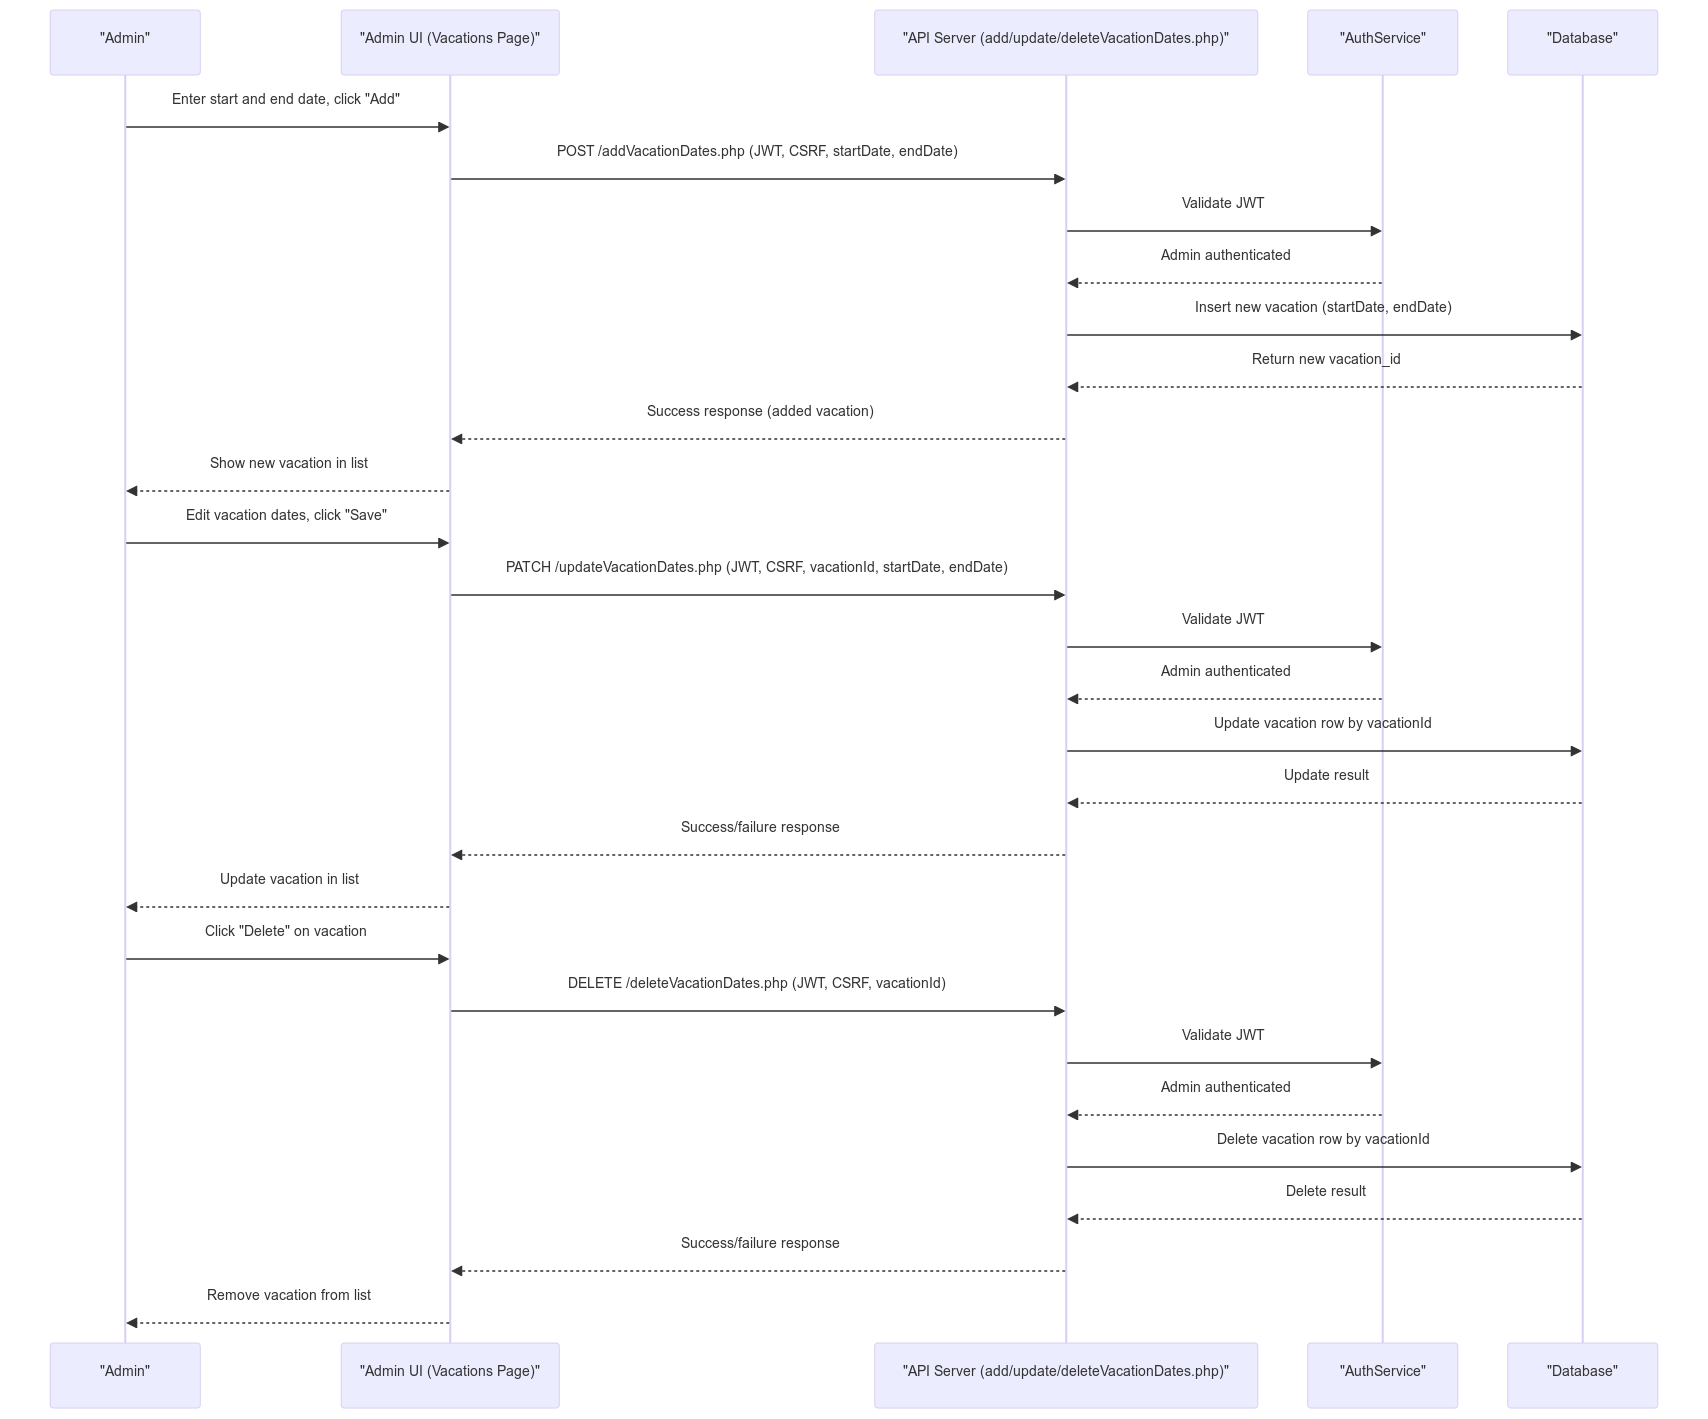 "Admin"
"Admin UI (Vacations Page)"
"API Server (add/update/deleteVacationDates.php)"
"AuthService"
"Database"
Enter start and end date, click "Add"
POST /addVacationDates.php (JWT, CSRF, startDate, endDate)
Validate JWT
Admin authenticated
Insert new vacation (startDate, endDate)
Return new vacation_id
Success response (added vacation)
Show new vacation in list
Edit vacation dates, click "Save"
PATCH /updateVacationDates.php (JWT, CSRF, vacationId, startDate, endDate)
Validate JWT
Admin authenticated
Update vacation row by vacationId
Update result
Success/failure response
Update vacation in list
Click "Delete" on vacation
DELETE /deleteVacationDates.php (JWT, CSRF, vacationId)
Validate JWT
Admin authenticated
Delete vacation row by vacationId
Delete result
Success/failure response
Remove vacation from list
"Admin"
"Admin UI (Vacations Page)"
"API Server (add/update/deleteVacationDates.php)"
"AuthService"
"Database"